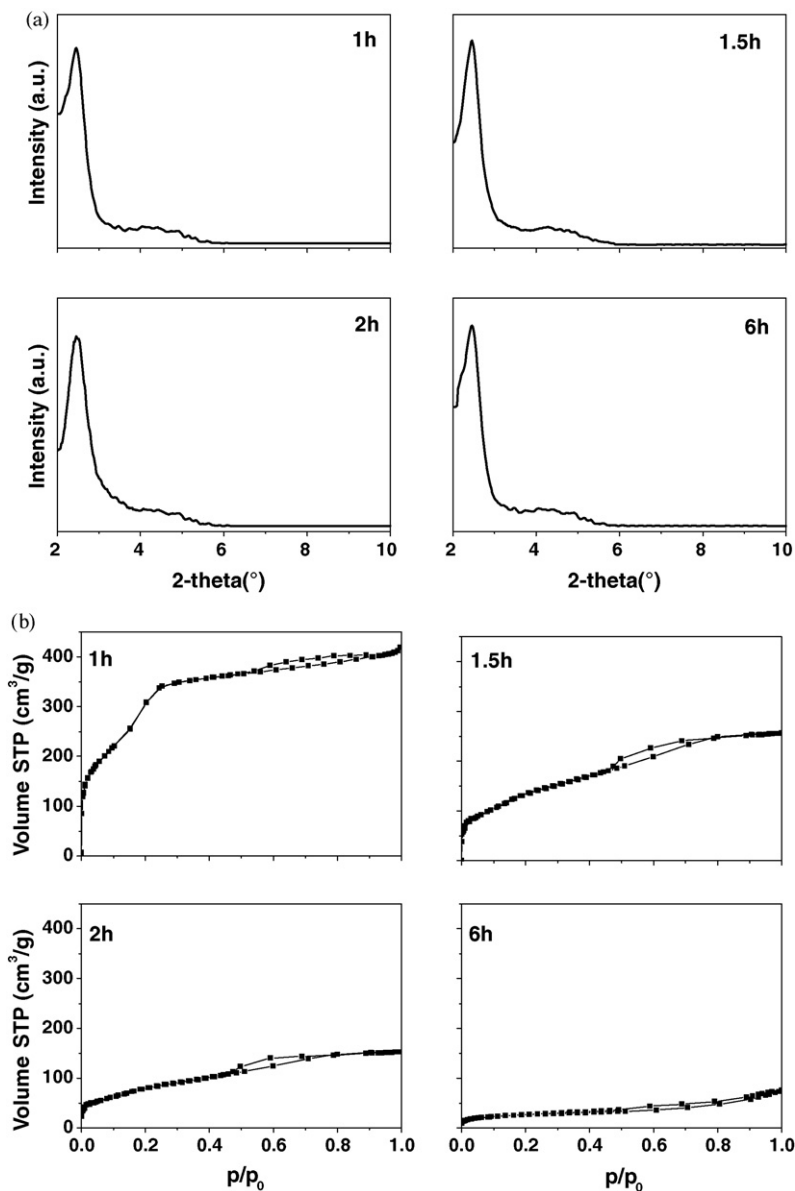 (a)
1h
1.5h
Intensity (a.u.)
2h
6h
Intensity (a.u.)
2 4 6 8 10
2 4 6 8 10
2-theta(°)
2-theta(°)
(b)
400
300
200
100
0
1h
1.5h
Volume STP (cm³/g)
400
300
200
100
0
2h
6h
Volume STP (cm³/g)
0.0 0.2 0.4 0.6 0.8 1.0
0.0 0.2 0.4 0.6 0.8 1.0
p/p₀
p/p₀